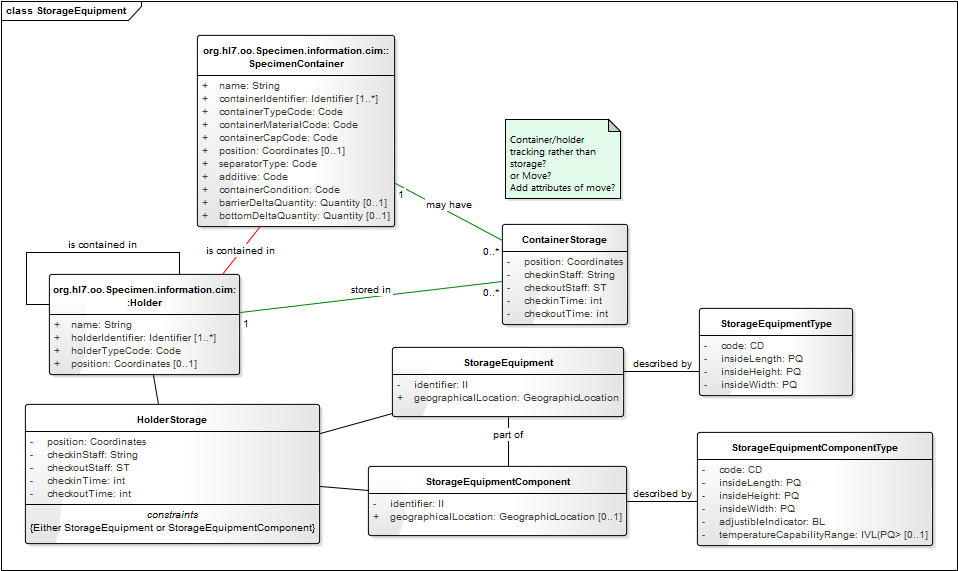 class StorageEquipment
org.hl7.oo.Specimen.information.cim::
SpecimenContainer
+ name: String
+ containerIdentifier: Identifier [1..*]
+ containerTypeCode: Code
+ containerMaterialCode: Code
+ containerCapCode: Code
+ position: Coordinates [0..1]
+ separatorType: Code
+ additive: Code
+ containerCondition: Code
+ barrierDeltaQuantity: Quantity [0..1]
+ bottomDeltaQuantity: Quantity [0..1]
Container/holder
tracking rather than
storage?
or Move?
Add attributes of move?
1
may have
0..*
is contained in
is contained in
ContainerStorage
- position: Coordinates
- checkinStaff: String
- checkoutStaff: ST
- checkinTime: int
- checkoutTime: int
org.hl7.oo.Specimen.information.cim:
:Holder
+ name: String
+ holderIdentifier: Identifier [1..*]
+ holderTypeCode: Code
+ position: Coordinates [0..1]
1
stored in
0..*
StorageEquipmentType
- code: CD
- insideLength: PQ
- insideHeight: PQ
- insideWidth: PQ
StorageEquipment
- identifier: II
+ geographicalLocation: GeographicLocation
described by
part of
HolderStorage
- position: Coordinates
- checkinStaff: String
- checkoutStaff: ST
- checkinTime: int
- checkoutTime: int
constraints
{Either StorageEquipment or StorageEquipmentComponent}
StorageEquipmentComponent
- identifier: II
+ geographicalLocation: GeographicLocation [0..1]
described by
StorageEquipmentComponentType
- code: CD
- insideLength: PQ
- insideHeight: PQ
- insideWidth: PQ
- adjustibleIndicator: BL
- temperatureCapabilityRange: IVL(PQ> [0..1]